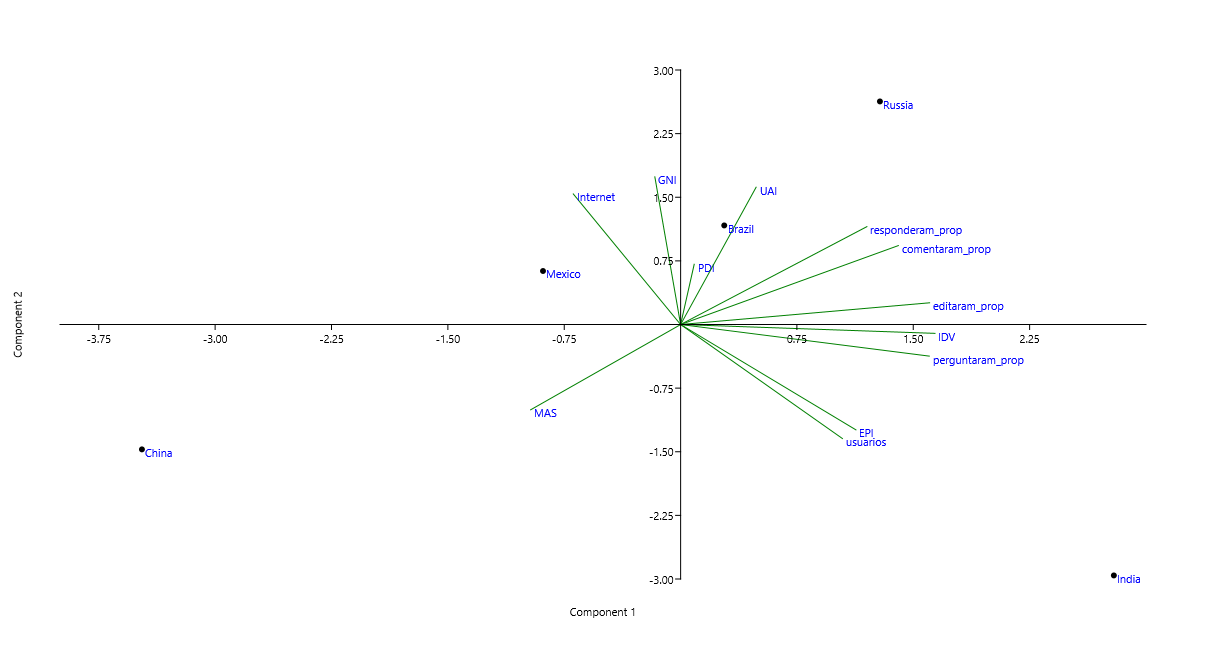 3.00
Russia
2.25
GNI
UAI
Internet
1.50
Brazil
responderam_prop
comentaram_prop
0.75
PDI
Mexico
editaram_prop
Component 2
-3.75
-3.00
-2.25
-1.50
-0.75
0.75
1.50
IDV
2.25
perguntaram_prop
-0.75
MAS
EPI
usuarios
-1.50
China
-2.25
-3.00
India
Component 1